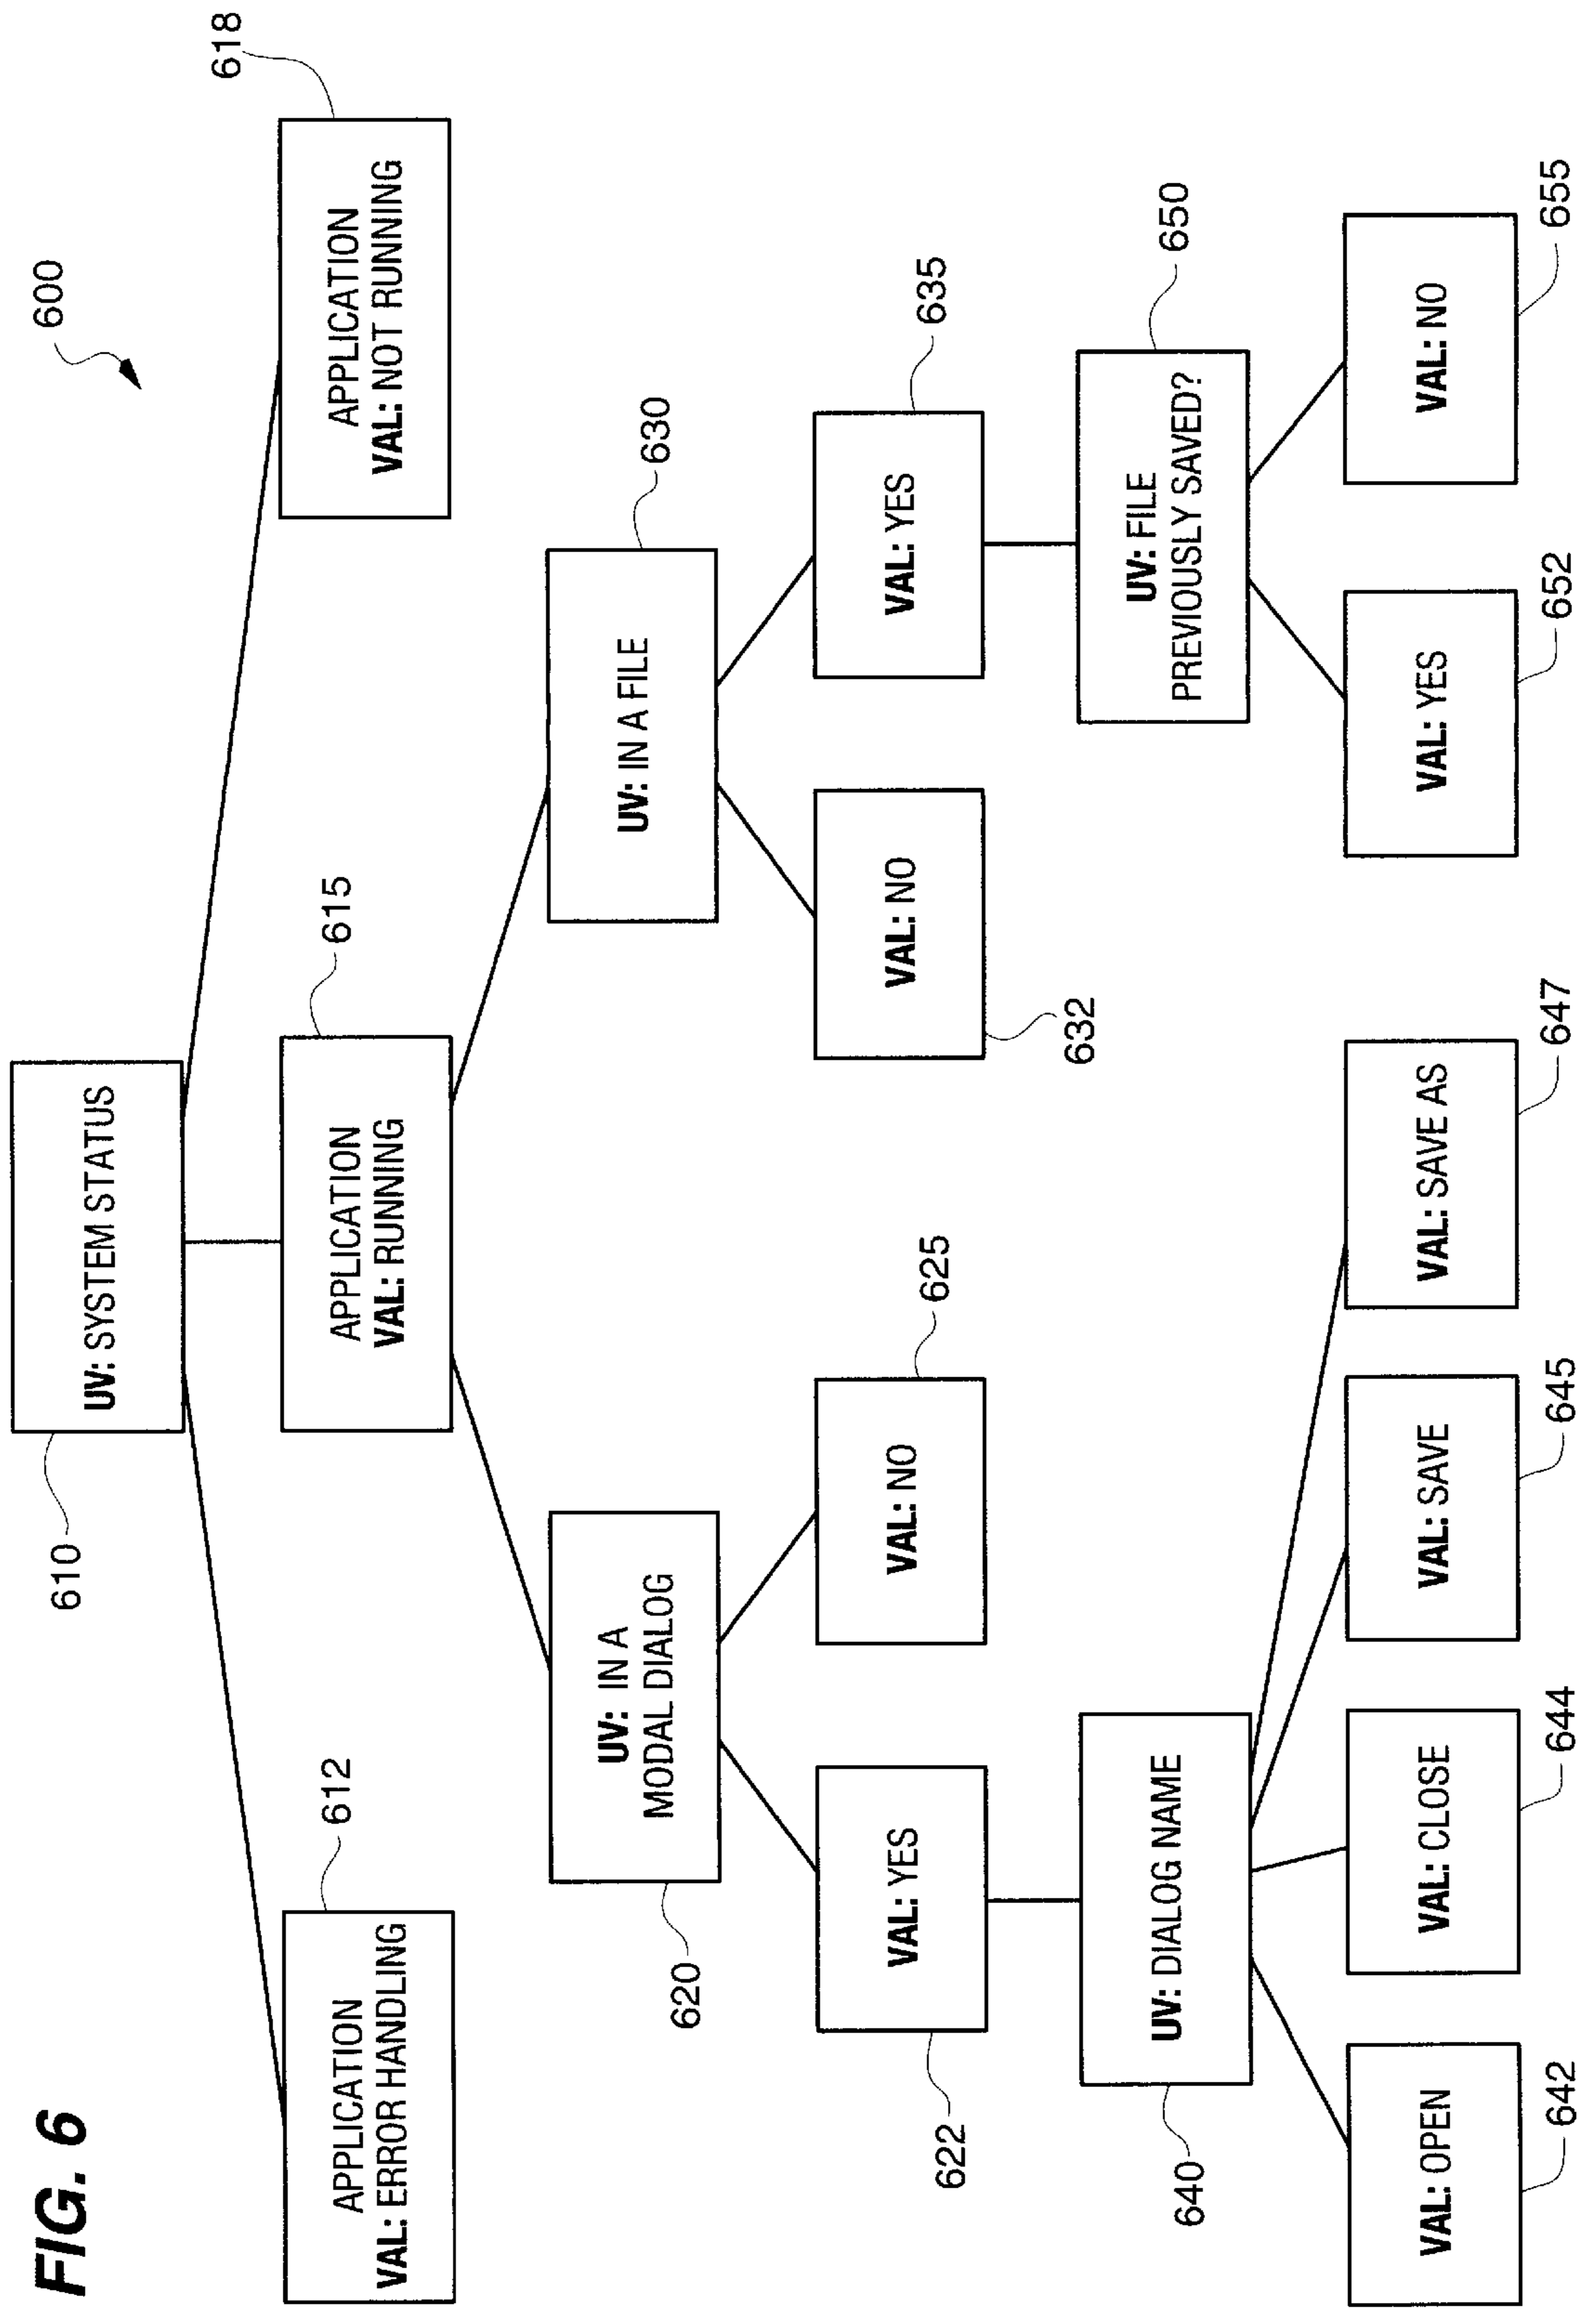 FIG. 6
600
610
UV: SYSTEM STATUS
612
APPLICATION
VAL: ERROR HANDLING
615
APPLICATION
VAL: RUNNING
618
APPLICATION
VAL: NOT RUNNING
620
UV: IN A
MODAL DIALOG
630
UV: IN A FILE
622
VAL: YES
625
VAL: NO
632
VAL: NO
635
VAL: YES
640
UV: DIALOG NAME
650
UV: FILE
PREVIOUSLY SAVED?
642
VAL: OPEN
644
VAL: CLOSE
645
VAL: SAVE
647
VAL: SAVE AS
652
VAL: YES
655
VAL: NO